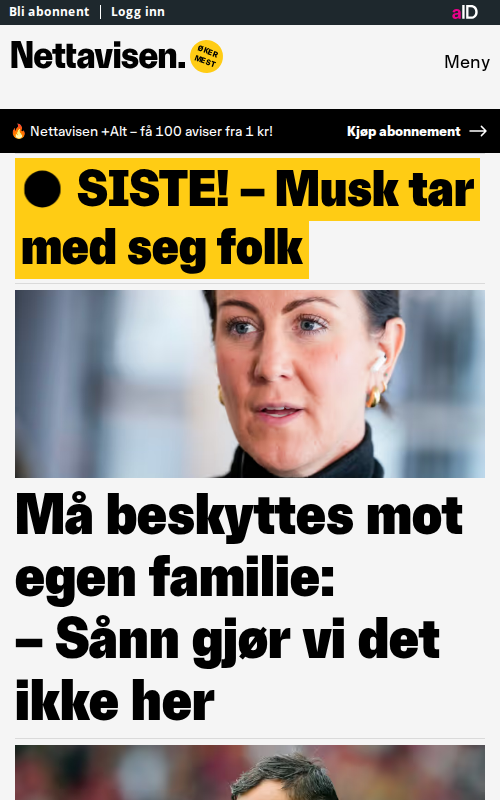 Bli abonnent | Logg inn
aID
Nettavisen.
ØKER
MEST
Meny
🔥 Nettavisen +Alt – få 100 aviser fra 1 kr!
Kjøp abonnement →
SISTE! – Musk tar
med seg folk
Må beskyttes mot
egen familie:
– Sånn gjør vi det
ikke her